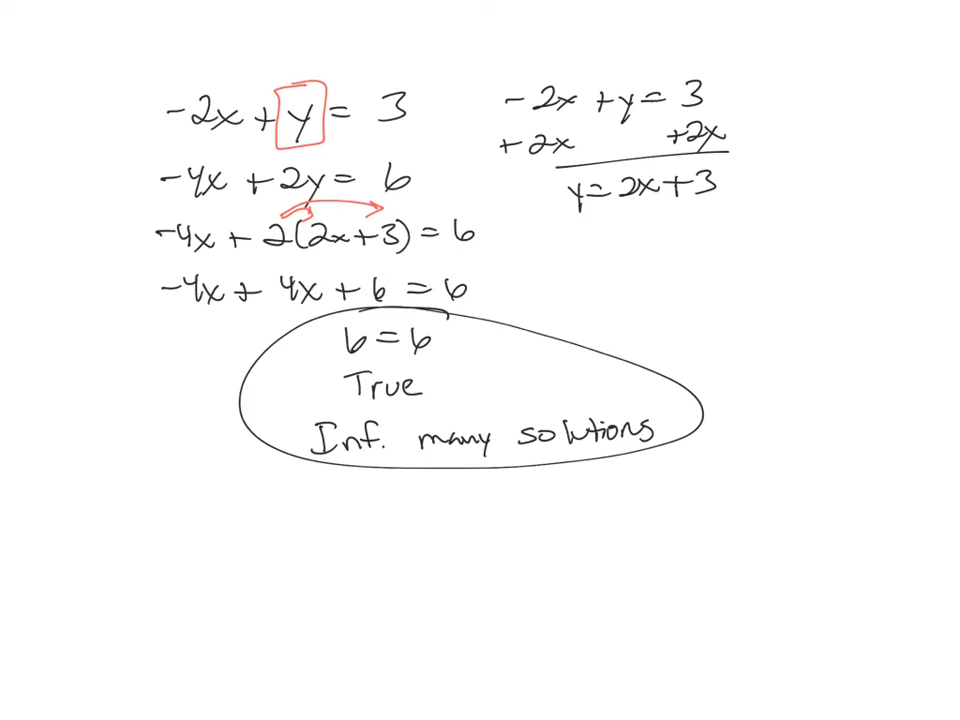 -2x + y = 3
-4x + 2y = 6
-4x + 2(2x+3) = 6
-4x + 4x + 6 = 6
6 = 6
True
Inf. many solutions
-2x + y = 3
+2x +2x
y = 2x + 3